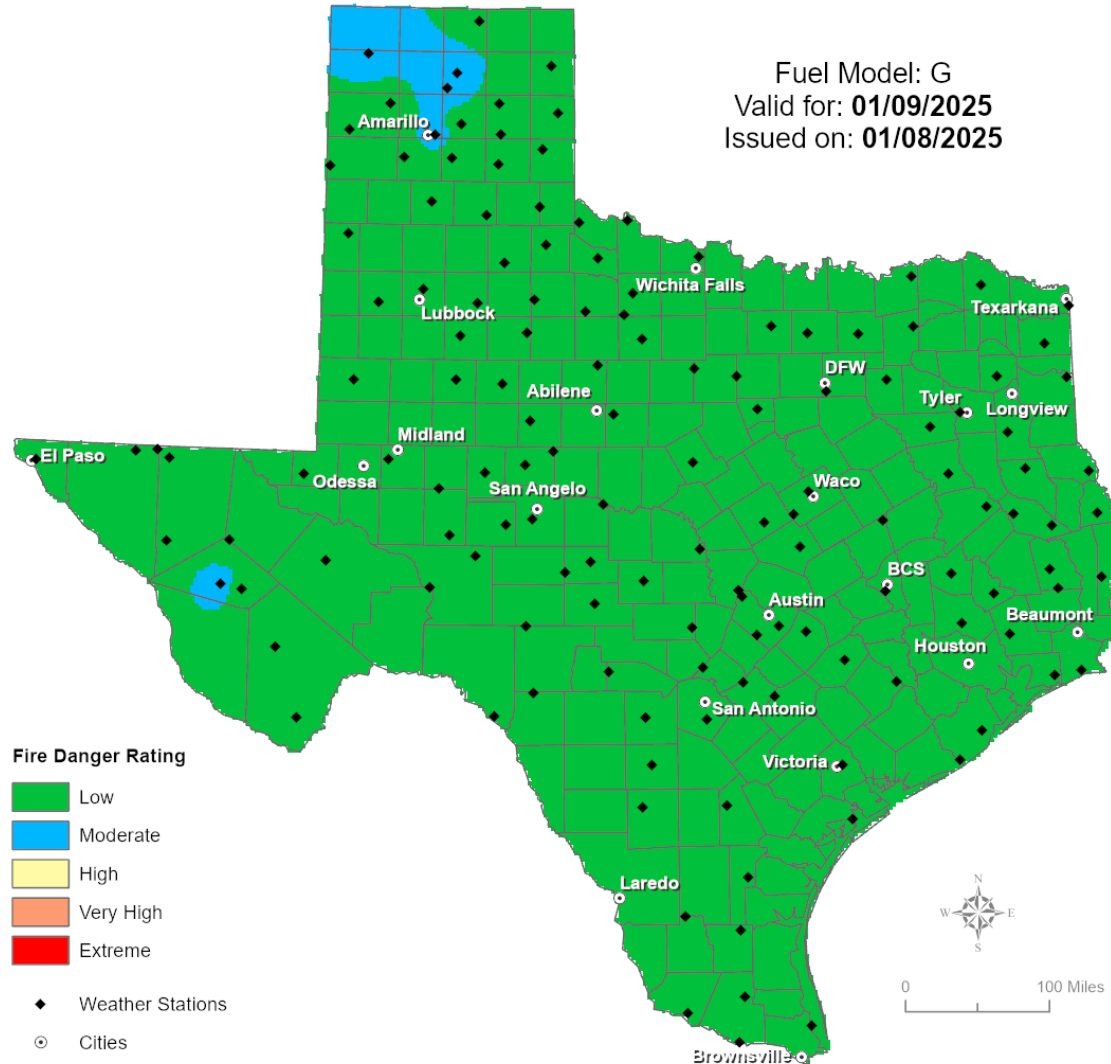 Fuel Model: G
Valid for: 01/09/2025
Issued on: 01/08/2025
Amarillo
Wichita Falls
Texarkana
Lubbock
DFW
Abilene
Tyler
Longview
Midland
El Paso
Odessa
San Angelo
Waco
BCS
Austin
Beaumont
Houston
San Antonio
Victoria
Fire Danger Rating
Low
Moderate
High
Very High
Extreme
Weather Stations
Cities
Laredo
N
W E
S
0 100 Miles
Brownsville